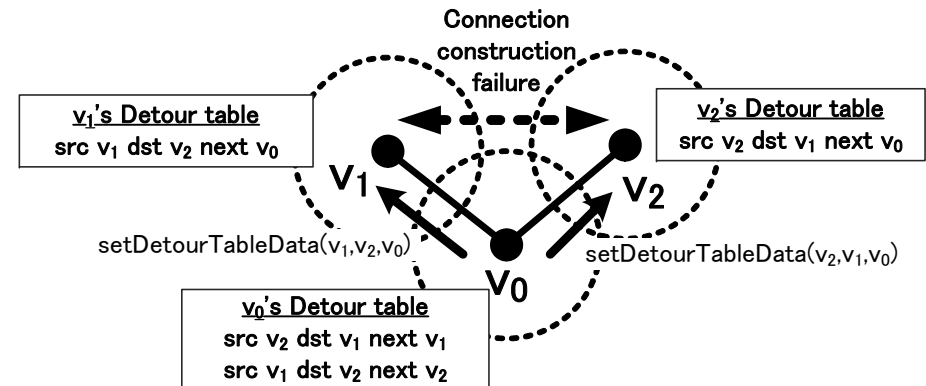 Connection
construction
failure
v₁'s Detour table
src v₁ dst v₂ next v₀
v₂'s Detour table
src v₂ dst v₁ next v₀
v₁
v₂
setDetourTableData(v₁,v₂,v₀)
setDetourTableData(v₂,v₁,v₀)
v₀
v₀'s Detour table
src v₂ dst v₁ next v₁
src v₁ dst v₂ next v₂